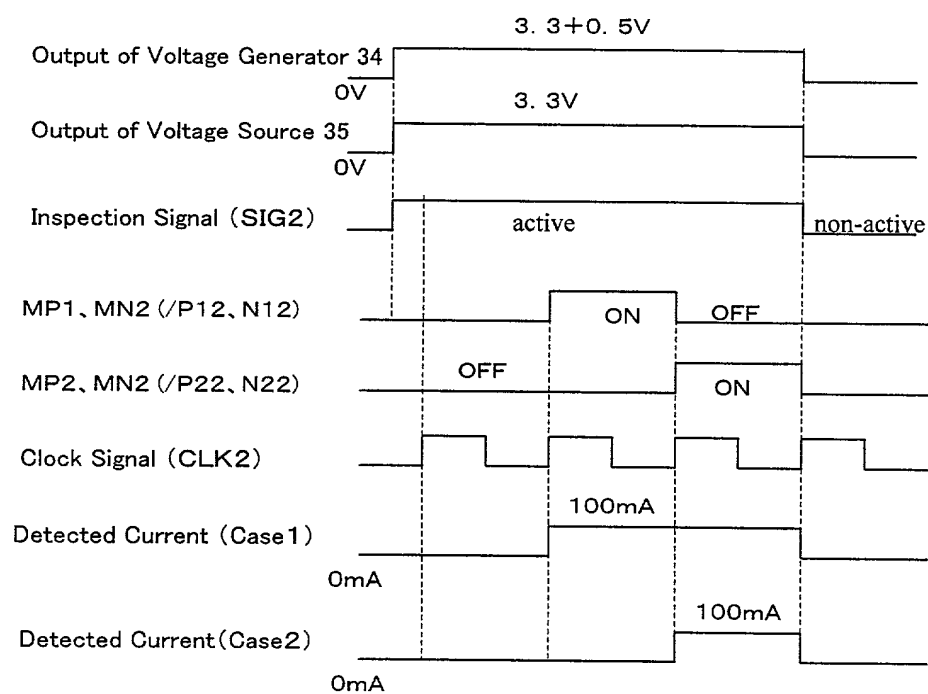 3. 3+0. 5V
Output of Voltage Generator 34
0V
3. 3V
Output of Voltage Source 35
0V
Inspection Signal (SIG2)
active
non-active
MP1、MN2 (/P12、N12)
ON
OFF
MP2、MN2 (/P22、N22)
OFF
ON
Clock Signal (CLK2)
100mA
Detected Current (Case1)
0mA
100mA
Detected Current(Case2)
0mA